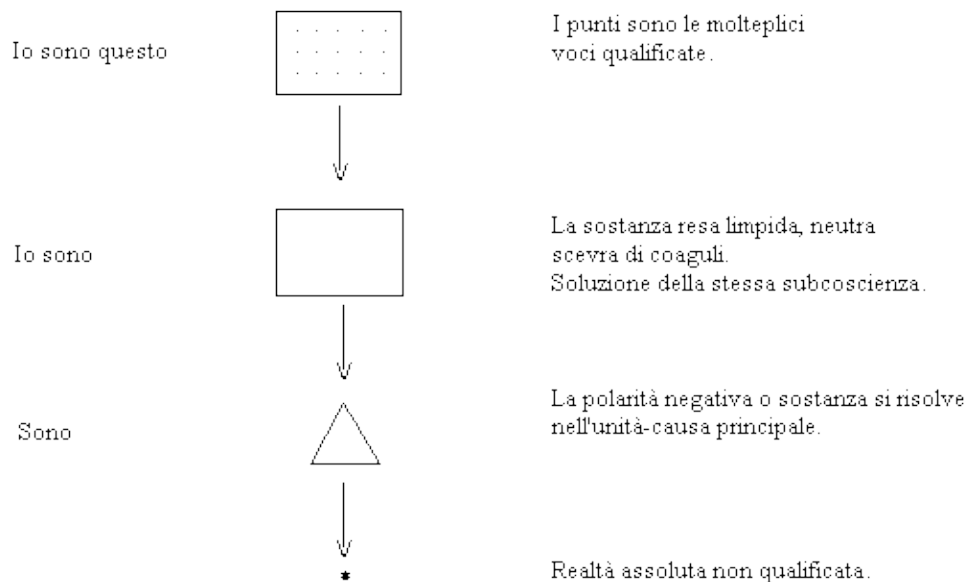 Io sono questo
I punti sono le molteplici
voci qualificate.
Io sono
La sostanza resa limpida, neutra
scevra di coaguli.
Soluzione della stessa subcoscienza.
Sono
La polarità negativa o sostanza si risolve
nell'unità-causa principale.
Realtà assoluta non qualificata.